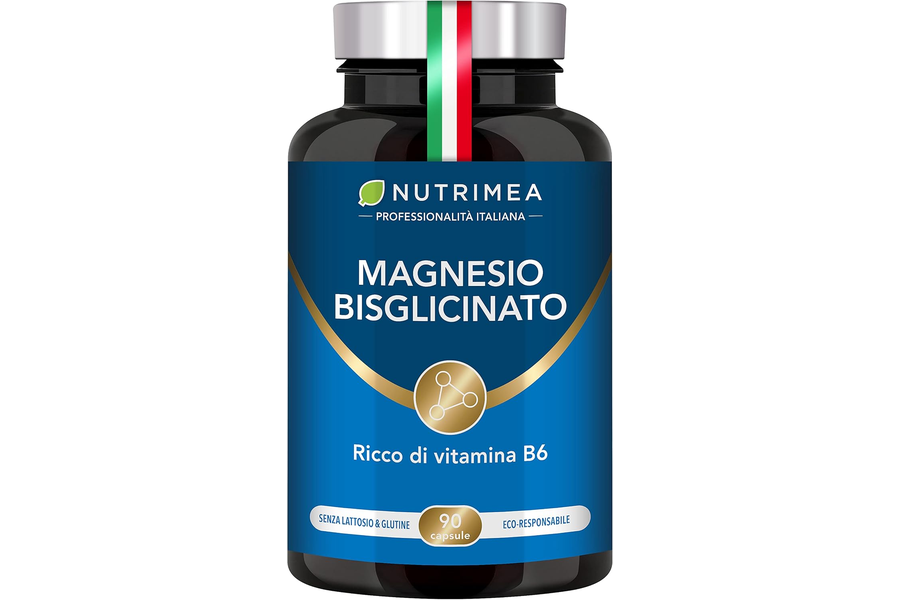 NUTRIMEA
PROFESSIONALITÀ ITALIANA
MAGNESIO
BISGLICINATO
Ricco di vitamina B6
SENZA LATTOSIO & GLUTINE
90
capsule
ECO-RESPONSABILE